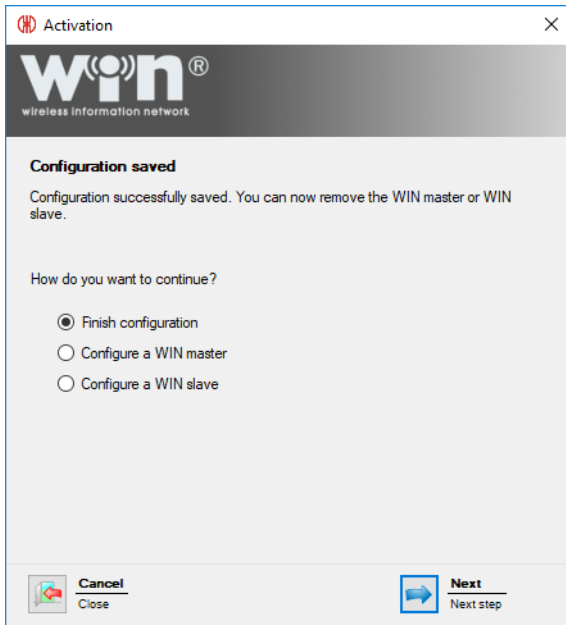 Activation
WIN®
wireless information network
Configuration saved
Configuration successfully saved. You can now remove the WIN master or WIN
slave.
How do you want to continue?
Finish configuration
Configure a WIN master
Configure a WIN slave
Cancel
Close
Next
Next step